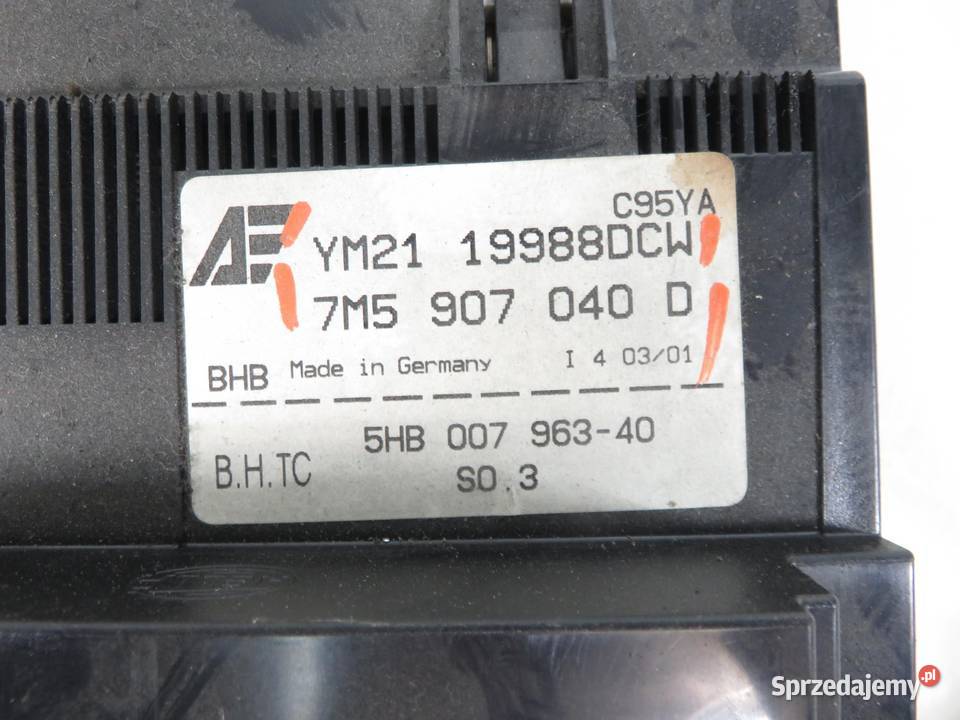 C95YA
AE YM21 19988DCW
7M5 907 040 D
BHB Made in Germany I 4 03/01
5HB 007 963-40
B.H.TC SO.3
Sprzedajemy.pl